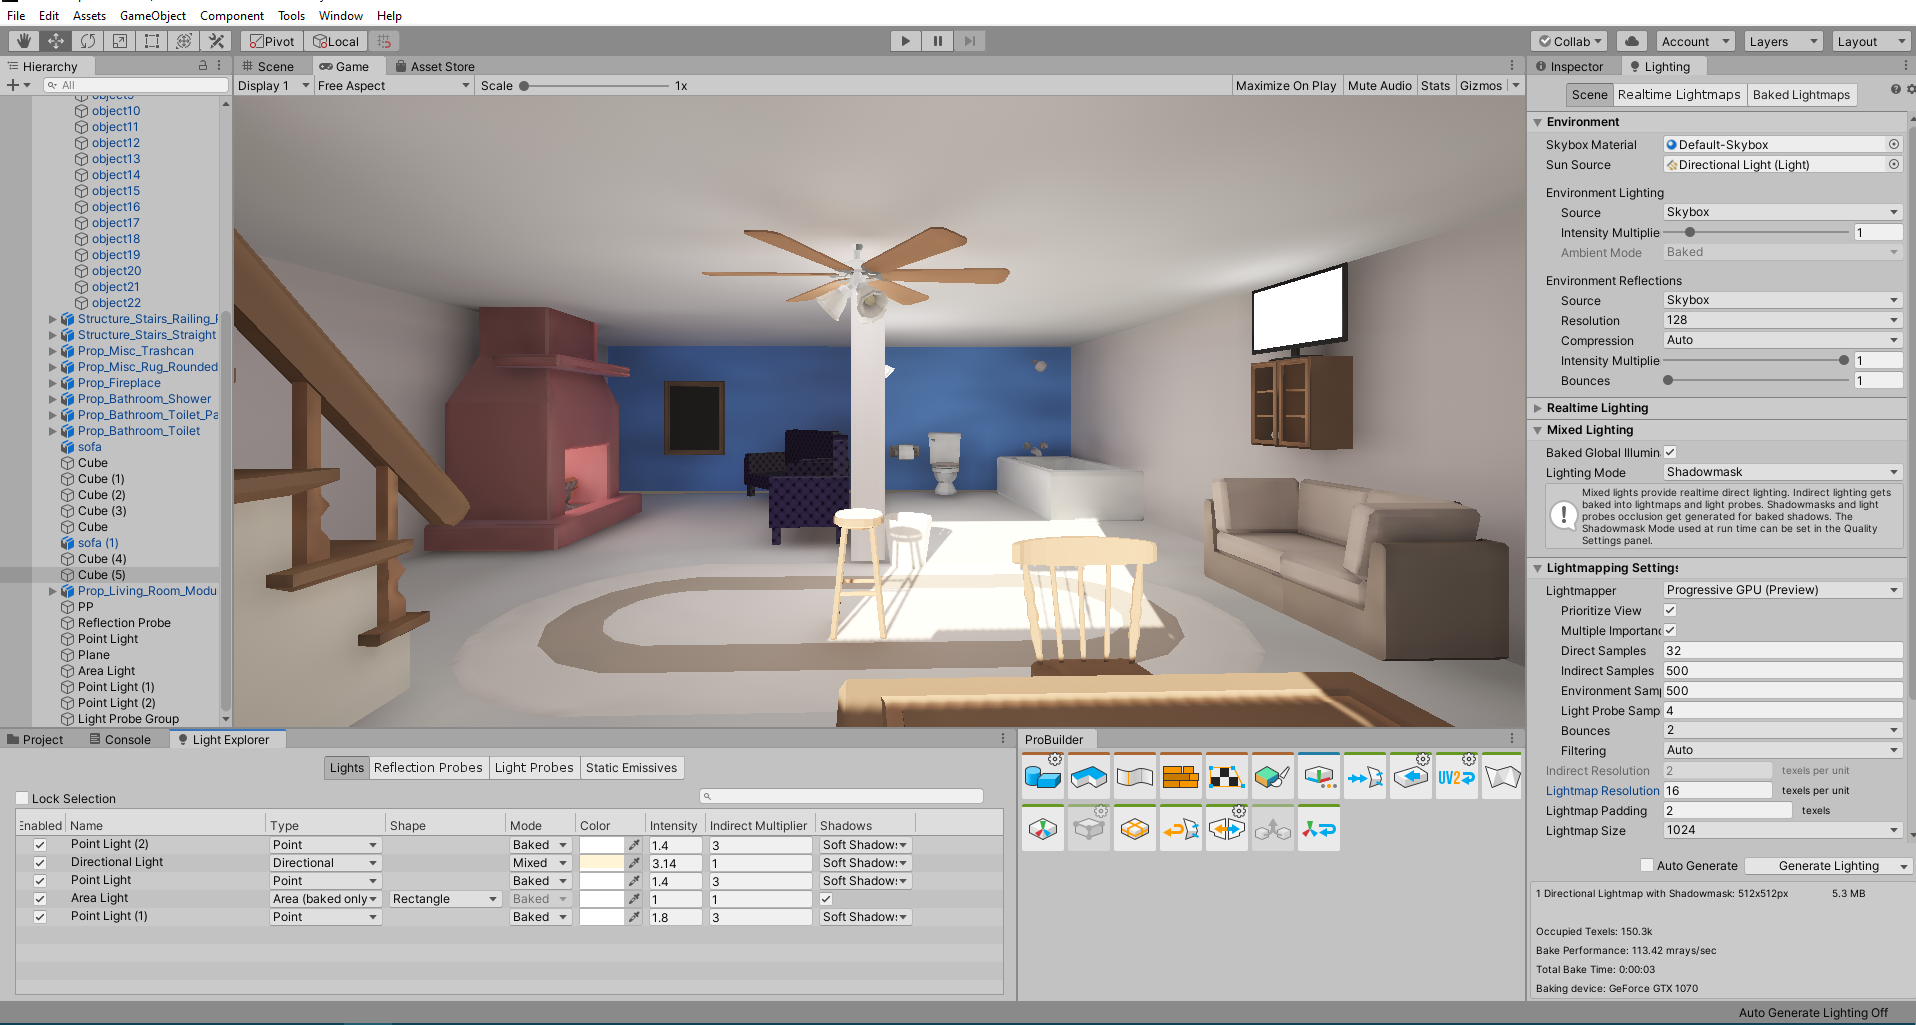 File Edit Assets GameObject Component Tools Window Help
Pivot Local Collab Account Layers Layout
Hierarchy
All
object10
object11
object12
object13
object14
object15
object16
object17
object18
object19
object20
object21
object22
Structure_Stairs_Railing_
Structure_Stairs_Straight
Prop_Misc_Trashcan
Prop_Misc_Rug_Rounded
Prop_Fireplace
Prop_Bathroom_Shower
Prop_Bathroom_Toilet_Pa
Prop_Bathroom_Toilet
sofa
Cube
Cube (1)
Cube (2)
Cube (3)
Cube
sofa (1)
Cube (4)
Cube (5)
Prop_Living_Room_Modu
PP
Reflection Probe
Point Light
Plane
Area Light
Point Light (1)
Point Light (2)
Light Probe Group
Scene Game Asset Store
Display 1 Free Aspect Scale 1x Maximize On Play Mute Audio Stats Gizmos
Inspector Lighting
Scene Realtime Lightmaps Baked Lightmaps
Environment
Skybox Material Default-Skybox
Sun Source Directional Light (Light)
Environment Lighting
Source Skybox
Intensity Multiplie 1
Ambient Mode Baked
Environment Reflections
Source Skybox
Resolution 128
Compression Auto
Intensity Multiplie 1
Bounces 1
Realtime Lighting
Mixed Lighting
Baked Global Illumin
Lighting Mode Shadowmask
Mixed lights provide realtime direct lighting. Indirect lighting gets
baked into lightmaps and light probes. Shadowmasks and light
probes occlusion get generated for baked shadows. The
Shadowmask Mode used at run time can be set in the Quality
Settings panel.
Lightmapping Settings
Lightmapper Progressive GPU (Preview)
Prioritize View
Multiple Importanc
Direct Samples 32
Indirect Samples 500
Environment Samp 500
Light Probe Samp 4
Bounces 2
Filtering Auto
Indirect Resolution 2 texels per unit
Lightmap Resolution 16 texels per unit
Lightmap Padding 2 texels
Lightmap Size 1024
Auto Generate Generate Lighting
1 Directional Lightmap with Shadowmask: 512x512px 5.3 MB
Occupied Texels: 150.3k
Bake Performance: 113.42 mrays/sec
Total Bake Time: 0:00:03
Baking device: GeForce GTX 1070
Project Console Light Explorer
Lights Reflection Probes Light Probes Static Emissives
Lock Selection
Enabled Name Type Shape Mode Color Intensity Indirect Multiplier Shadows
Point Light (2) Point Baked 1.4 3 Soft Shadows
Directional Light Directional Mixed 3.14 1 Soft Shadows
Point Light Point Baked 1.4 3 Soft Shadows
Area Light Area (baked only Rectangle Baked 1 1
Point Light (1) Point Baked 1.8 3 Soft Shadows
ProBuilder
UV2
Auto Generate Lighting Off